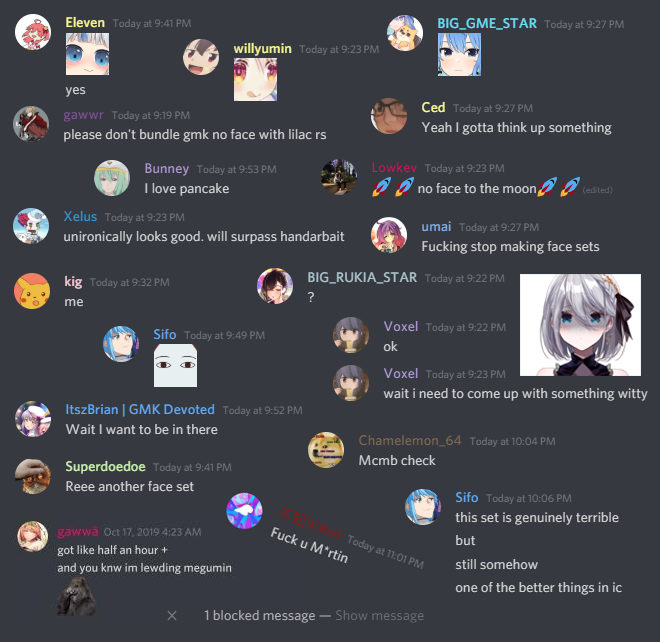 Eleven Today at 9:41 PM
yes
willyumin Today at 9:23 PM
BIG_GME_STAR Today at 9:27 PM
gawwr Today at 9:19 PM
please don't bundle gmk no face with lilac rs
Ced Today at 9:27 PM
Yeah I gotta think up something
Bunney Today at 9:53 PM
I love pancake
Lowkev Today at 9:23 PM
🚀 🚀 no face to the moon🚀 🚀 (edited)
Xelus Today at 9:23 PM
unironically looks good. will surpass handarbait
umai Today at 9:27 PM
Fucking stop making face sets
kig Today at 9:32 PM
me
BIG_RUKIA_STAR Today at 9:22 PM
?
Sifo Today at 9:49 PM
Voxel Today at 9:22 PM
ok
Voxel Today at 9:23 PM
wait i need to come up with something witty
ItszBrian | GMK Devoted Today at 9:52 PM
Wait I want to be in there
Chamelemon_64 Today at 10:04 PM
Mcmb check
Superdoedoe Today at 9:41 PM
Reee another face set
Sifo Today at 10:06 PM
this set is genuinely terrible
but
still somehow
one of the better things in ic
Today at 11:01 PM
Fuck u M*rtin
gawwä Oct 17, 2019 4:23 AM
got like half an hour +
and you knw im lewding megumin
1 blocked message — Show message